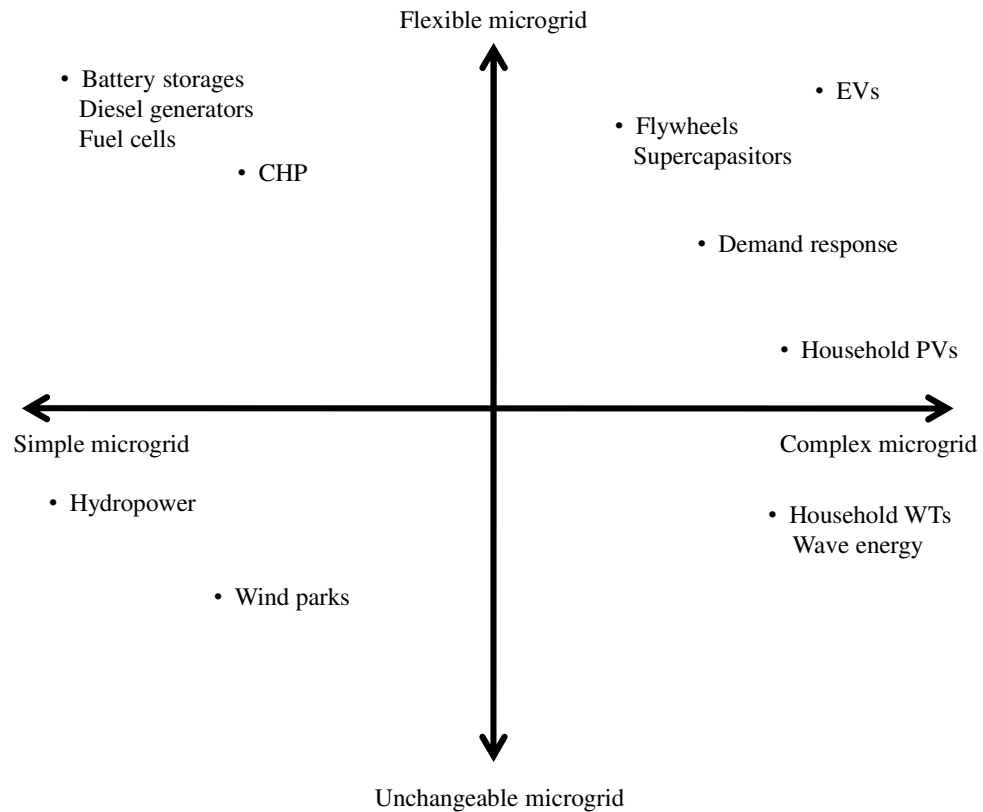 Flexible microgrid
• Battery storages
Diesel generators
Fuel cells
• CHP
• EVs
• Flywheels
Supercapasitors
• Demand response
• Household PVs
Simple microgrid
Complex microgrid
• Hydropower
• Wind parks
• Household WTs
Wave energy
Unchangeable microgrid